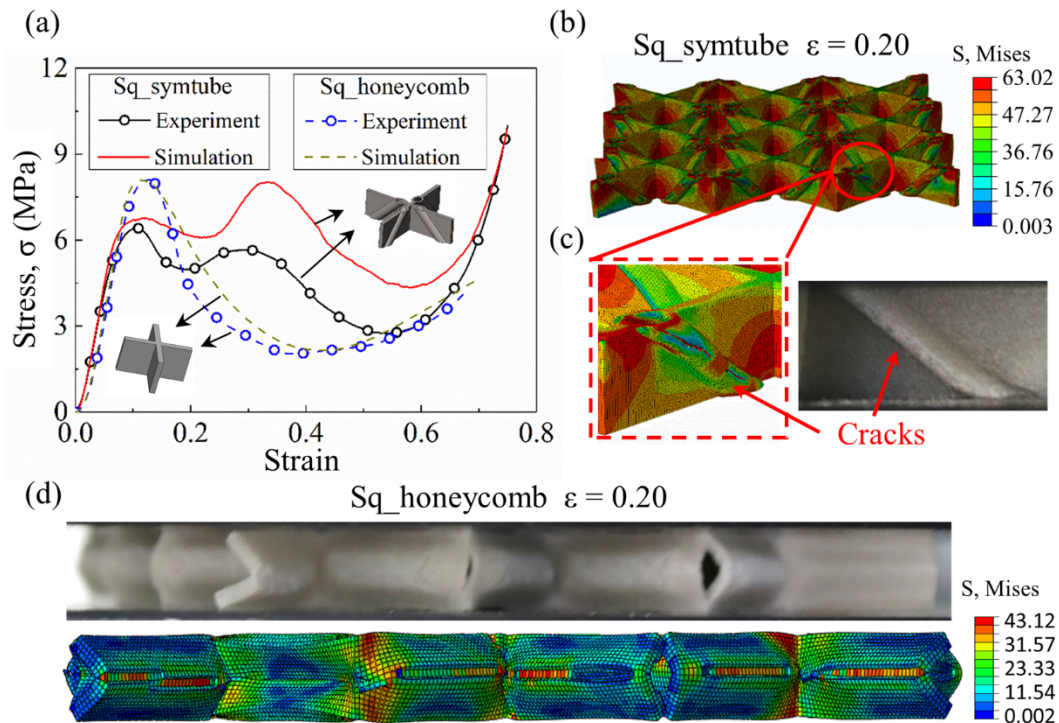 (a)
12
9
6
3
0
Stress, σ (MPa)
Sq_symtube
Experiment
Simulation
Sq_honeycomb
Experiment
Simulation
0.0
0.2
0.4
0.6
0.8
Strain
(b)
Sq_symtube ε = 0.20
S, Mises
63.02
47.27
36.76
15.76
0.003
(c)
Cracks
(d)
Sq_honeycomb ε = 0.20
S, Mises
43.12
31.57
23.33
11.54
0.002